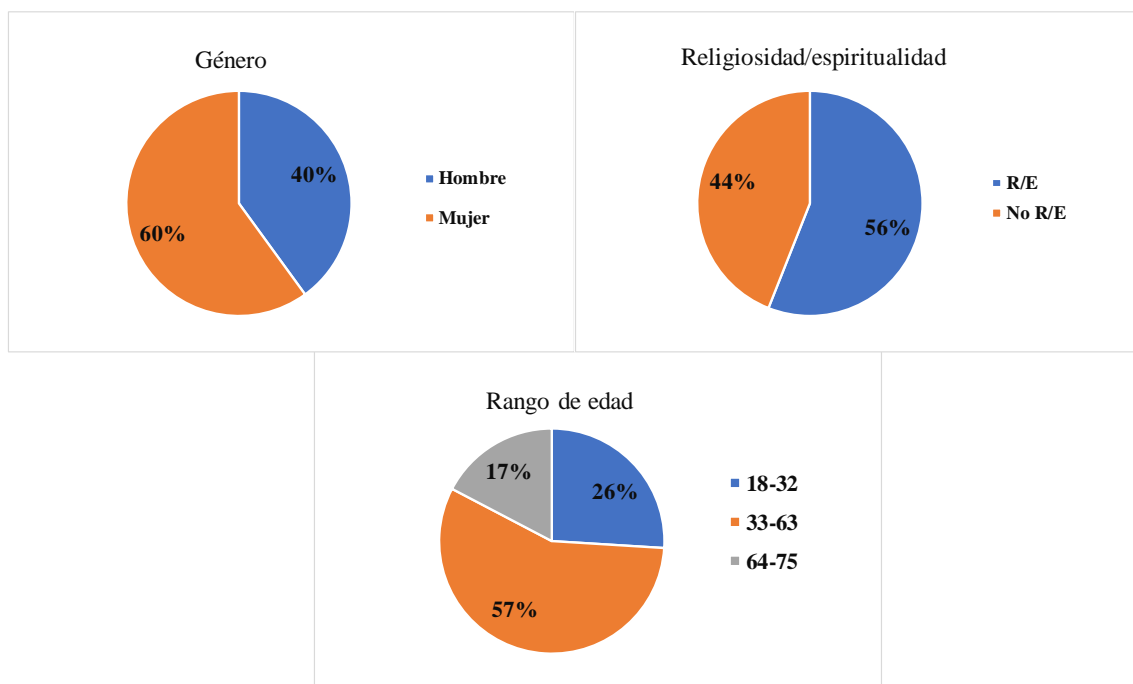 Género
40%
60%
Hombre
Mujer
Religiosidad/espiritualidad
44%
56%
R/E
No R/E
Rango de edad
17%
26%
57%
18-32
33-63
64-75